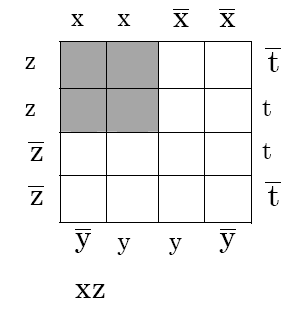 x x x̅ x̅
z t̅
z t
z̅ t
z̅ t̅
y̅ y y y̅
xz